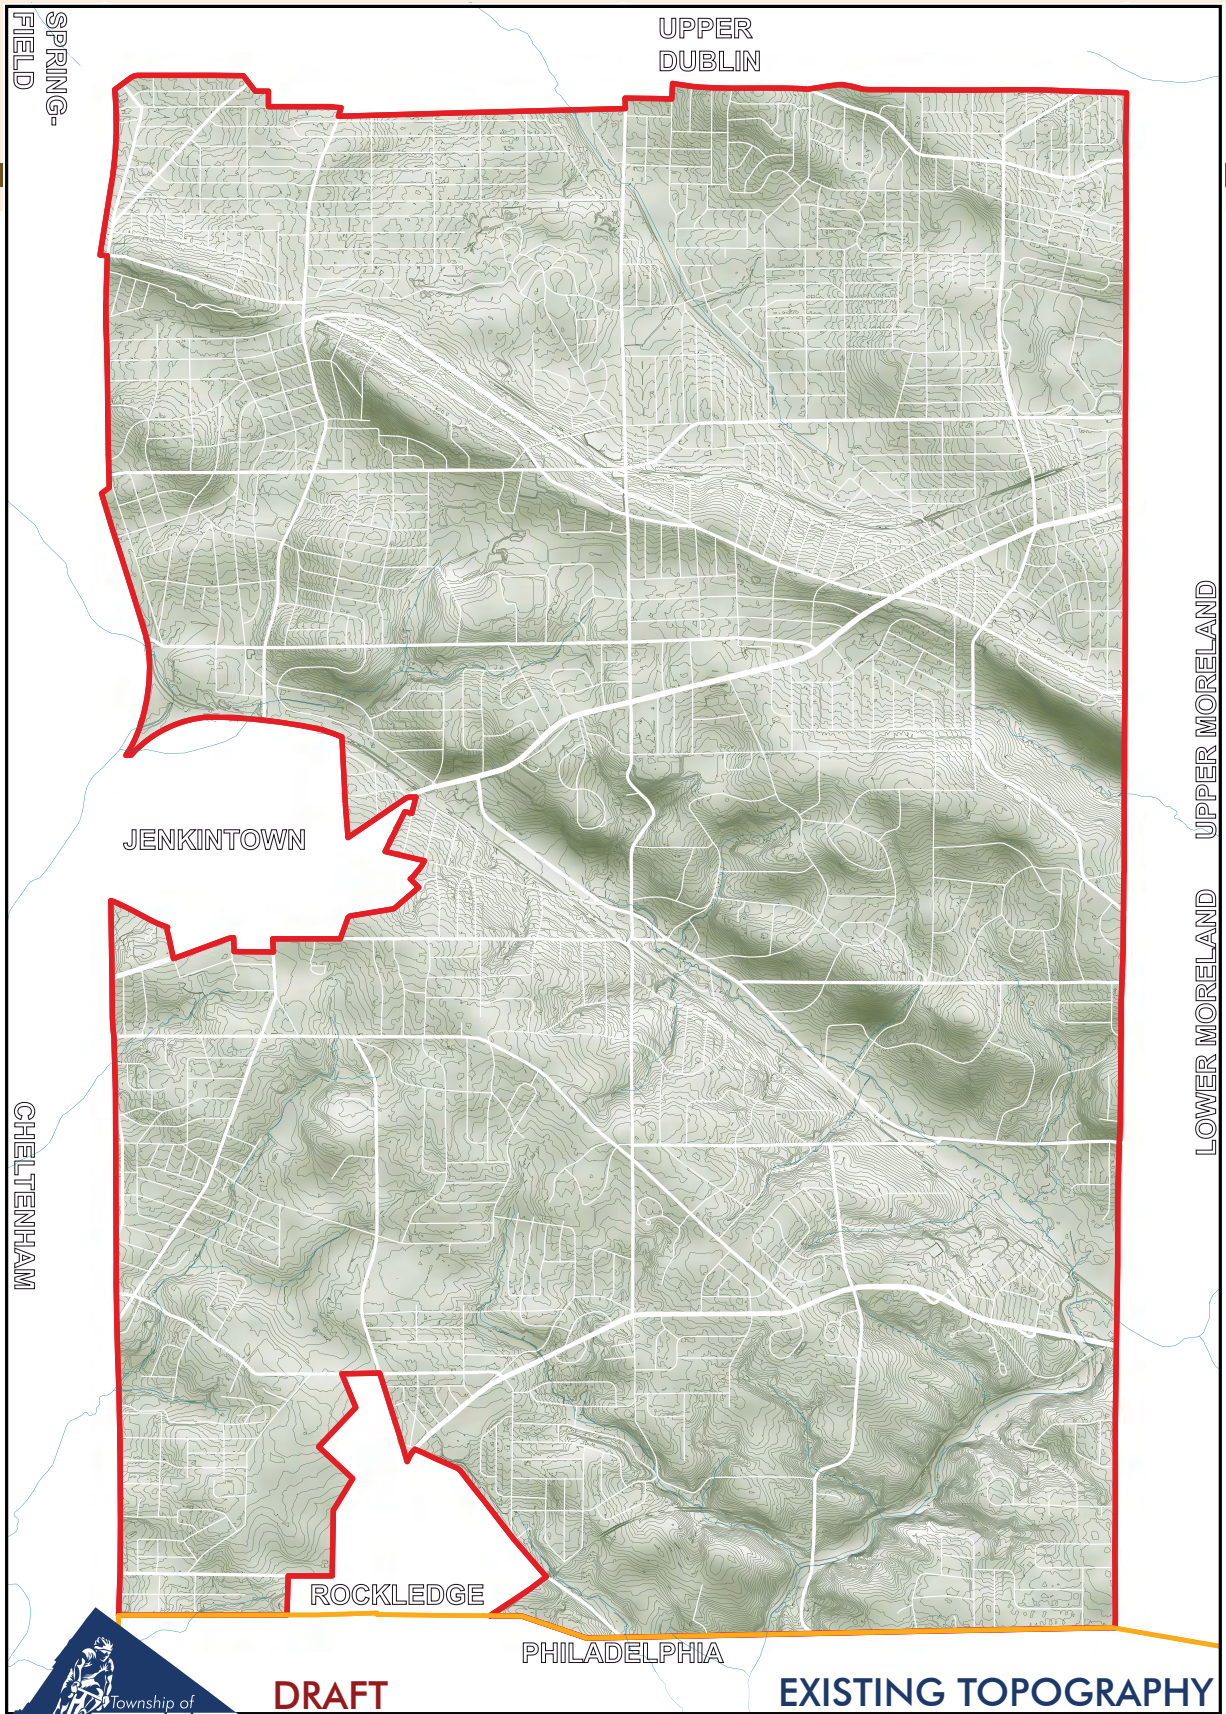 SPRING-
FIELD
UPPER
DUBLIN
UPPER MORELAND
JENKINTOWN
LOWER MORELAND
CHELTENHAM
ROCKLEDGE
PHILADELPHIA
Township of
DRAFT
EXISTING TOPOGRAPHY